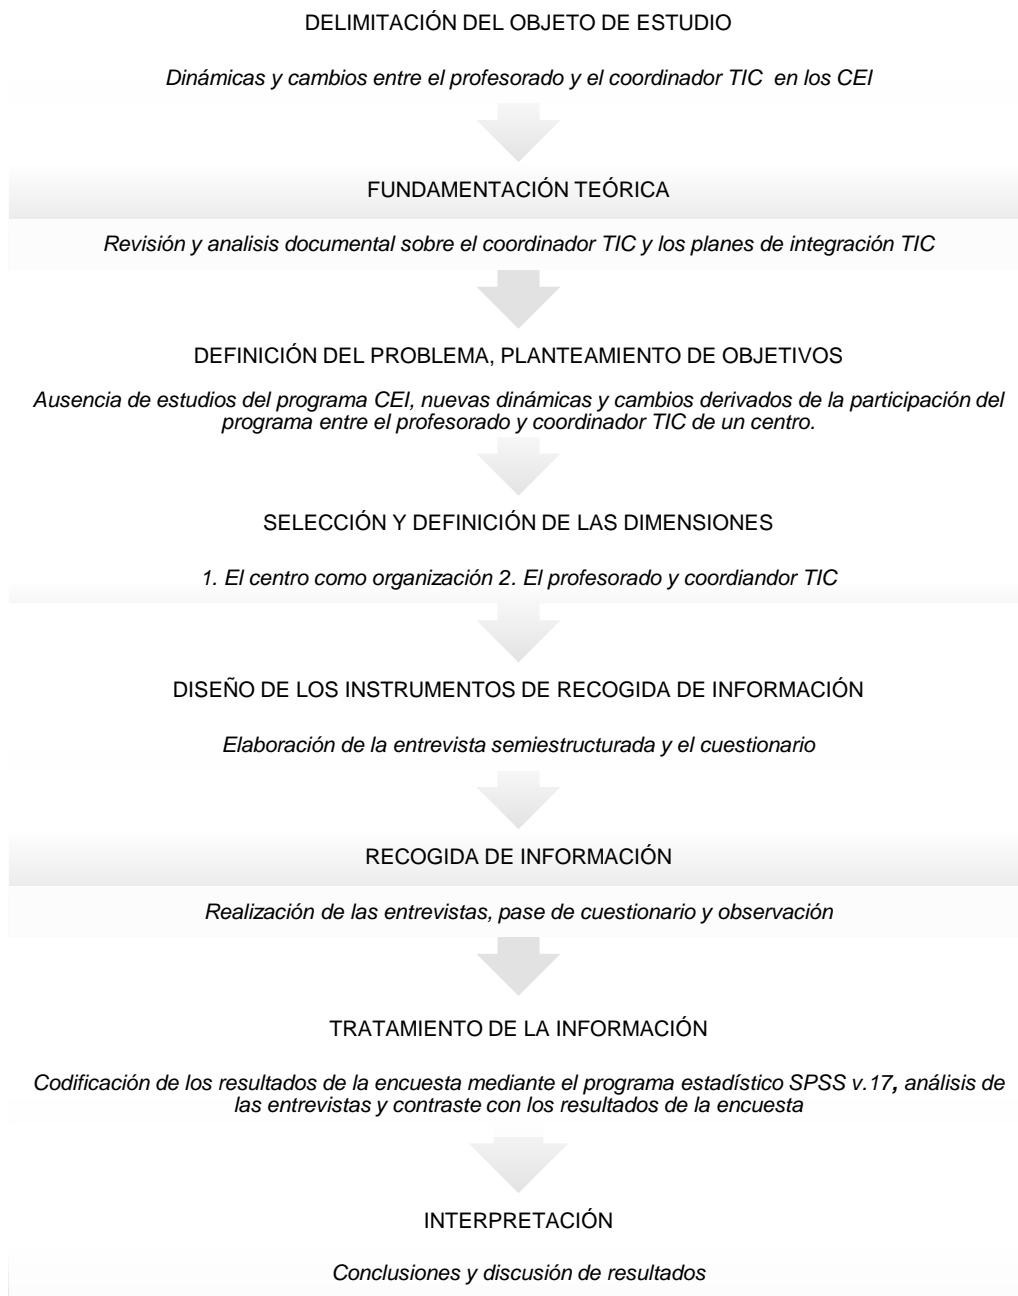 DELIMITACIÓN DEL OBJETO DE ESTUDIO
Dinámicas y cambios entre el profesorado y el coordinador TIC en los CEI
FUNDAMENTACIÓN TEÓRICA
Revisión y analisis documental sobre el coordinador TIC y los planes de integración TIC
DEFINICIÓN DEL PROBLEMA, PLANTEAMIENTO DE OBJETIVOS
Ausencia de estudios del programa CEI, nuevas dinámicas y cambios derivados de la participación del
programa entre el profesorado y coordinador TIC de un centro.
SELECCIÓN Y DEFINICIÓN DE LAS DIMENSIONES
1. El centro como organización 2. El profesorado y coordiandor TIC
DISEÑO DE LOS INSTRUMENTOS DE RECOGIDA DE INFORMACIÓN
Elaboración de la entrevista semiestructurada y el cuestionario
RECOGIDA DE INFORMACIÓN
Realización de las entrevistas, pase de cuestionario y observación
TRATAMIENTO DE LA INFORMACIÓN
Codificación de los resultados de la encuesta mediante el programa estadístico SPSS v.17, análisis de
las entrevistas y contraste con los resultados de la encuesta
INTERPRETACIÓN
Conclusiones y discusión de resultados